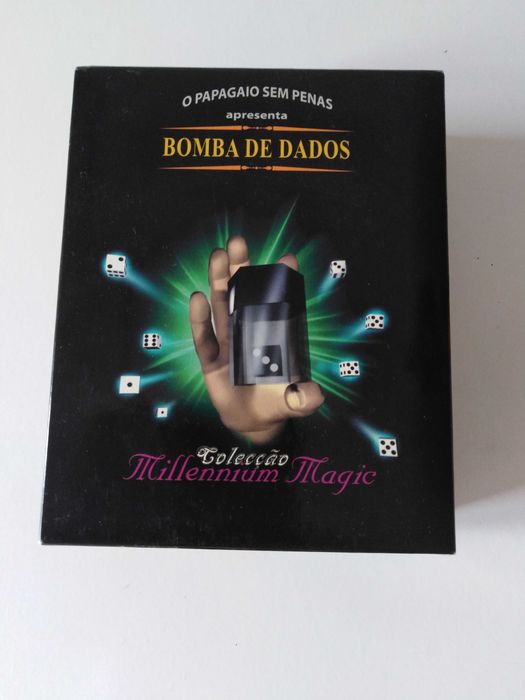 O PAPAGAIO SEM PENAS
apresenta
BOMBA DE DADOS
Colecção
Millennium Magic